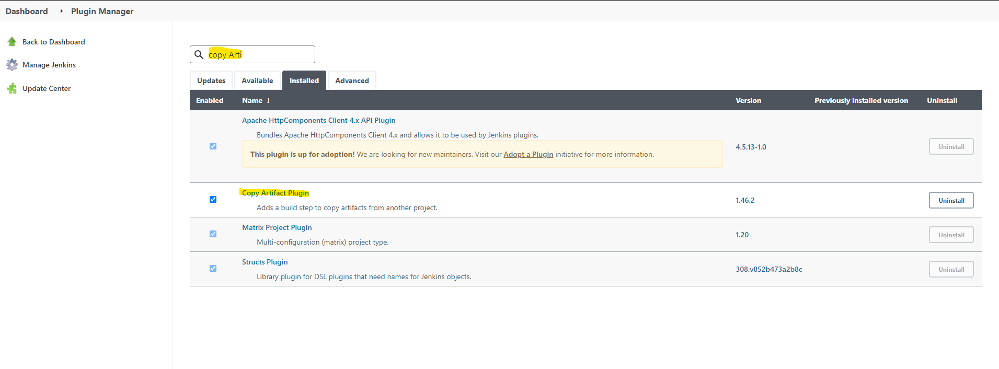 Dashboard ‣ Plugin Manager
Back to Dashboard
Manage Jenkins
Update Center
copy Arti
Updates Available Installed Advanced
Enabled Name ↓ Version Previously installed version Uninstall
Apache HttpComponents Client 4.x API Plugin
Bundles Apache HttpComponents Client 4.x and allows it to be used by Jenkins plugins.
This plugin is up for adoption! We are looking for new maintainers. Visit our Adopt a Plugin initiative for more information.
4.5.13-1.0
Uninstall
Copy Artifact Plugin
Adds a build step to copy artifacts from another project.
1.46.2
Uninstall
Matrix Project Plugin
Multi-configuration (matrix) project type.
1.20
Uninstall
Structs Plugin
Library plugin for DSL plugins that need names for Jenkins objects.
308.v852b473a2b8c
Uninstall